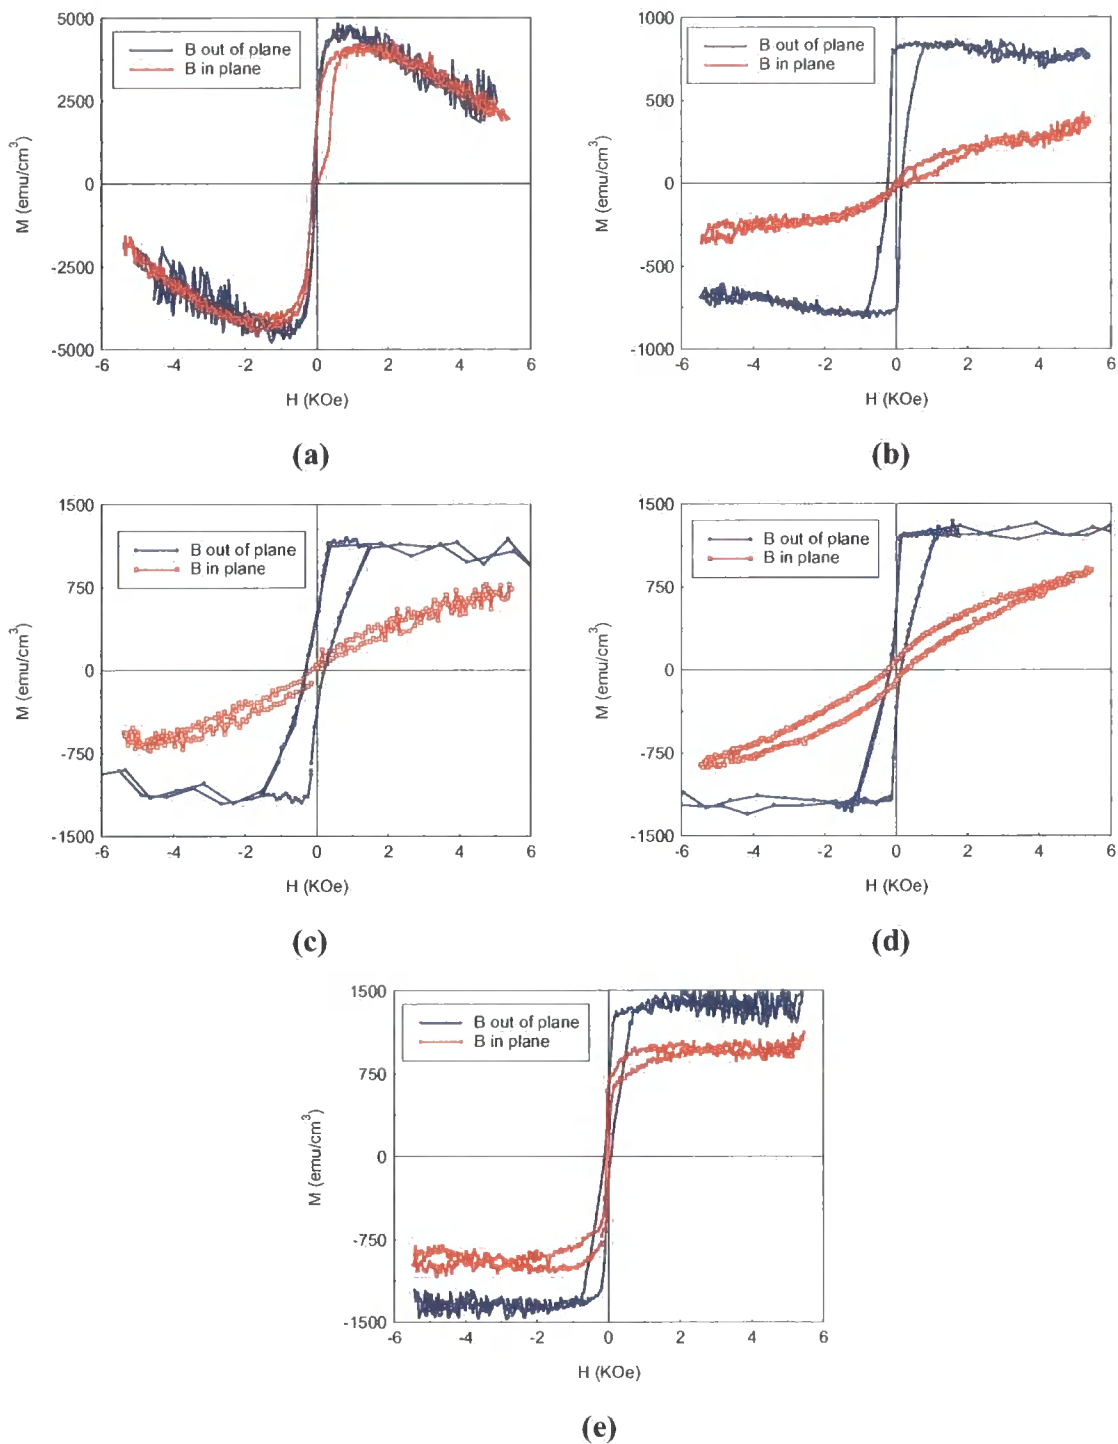 5000
2500
0
-2500
-5000
M (emu/cm³)
B out of plane
B in plane
-6 -4 -2 0 2 4 6
H (KOe)
(a)
1000
500
0
-500
-1000
M (emu/cm³)
B out of plane
B in plane
-6 -4 -2 0 2 4 6
H (KOe)
(b)
1500
750
0
-750
-1500
M (emu/cm³)
B out of plane
B in plane
-6 -4 -2 0 2 4 6
H (KOe)
(c)
1500
750
0
-750
-1500
M (emu/cm³)
B out of plane
B in plane
-6 -4 -2 0 2 4 6
H (KOe)
(d)
1500
750
0
-750
-1500
M (emu/cm³)
B out of plane
B in plane
-6 -4 -2 0 2 4 6
H (KOe)
(e)